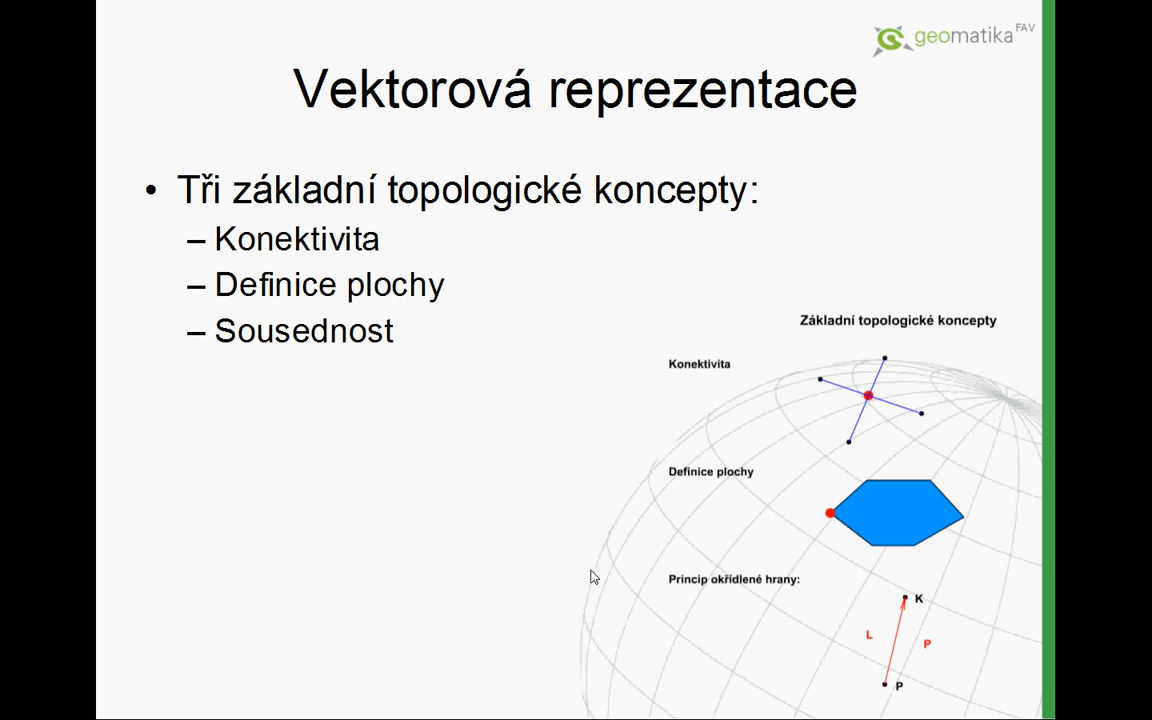 geomatika FAV
Vektorová reprezentace
• Tři základní topologické koncepty:
– Konektivita
– Definice plochy
– Sousednost
Základní topologické koncepty
Konektivita
Definice plochy
Princip okřídlené hrany:
K
L
P
P